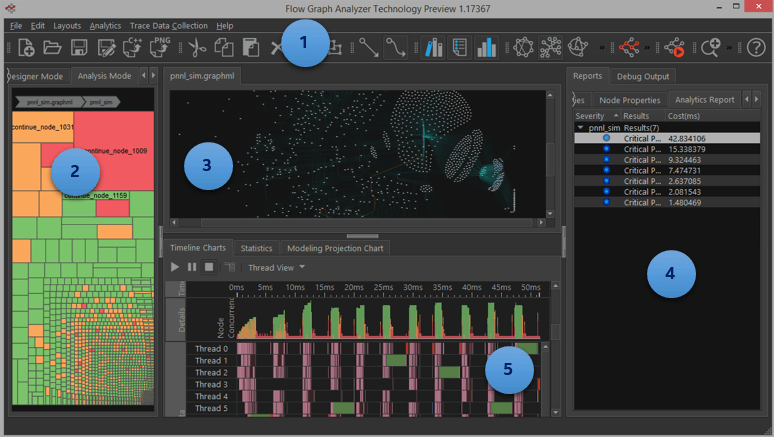 Flow Graph Analyzer Technology Preview 1.17367
File Edit Layouts Analytics Trace Data Collection Help
C++ PNG
1
esigner Mode Analysis Mode
pnnl_sim.graphml pnnl_sim
continue_node_1031
continue_node_1009
2
continue_node_1159
pnnl_sim.graphml
3
Timeline Charts Statistics Modeling Projection Chart
Thread View
0ms 5ms 10ms 15ms 20ms 25ms 30ms 35ms 40ms 45ms 50ms
Details
Node
Concurrenc
Thread 0
Thread 1
Thread 2
Thread 3
Thread 4
Thread 5
5
Reports Debug Output
es Node Properties Analytics Report
Severity Results Cost(ms)
pnnl_sim Results(7)
Critical P... 42.834106
Critical P... 15.338379
Critical P... 9.324463
Critical P... 7.474731
Critical P... 2.637085
Critical P... 2.081543
Critical P... 1.480469
4